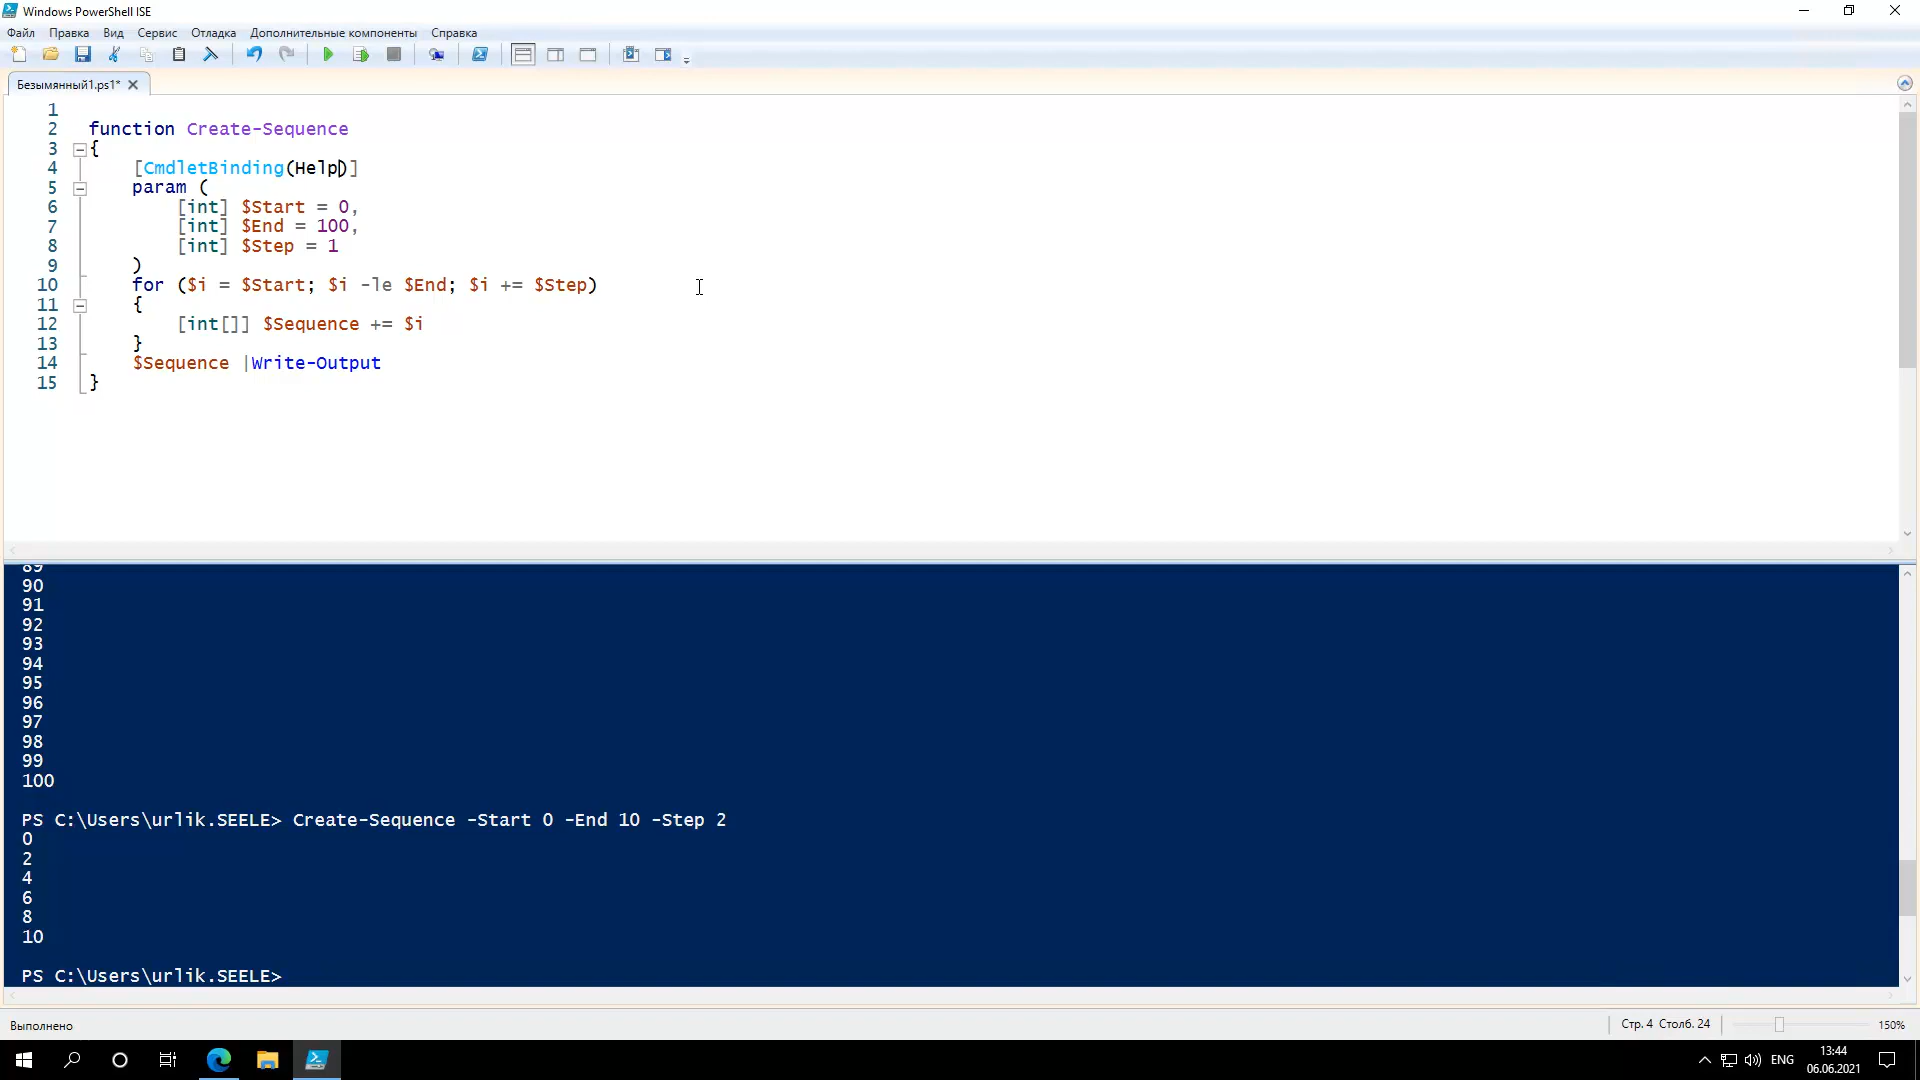 Windows PowerShell ISE
Файл Правка Вид Сервис Отладка Дополнительные компоненты Справка
Безымянный1.ps1*
1
2 function Create-Sequence
3 {
4 [CmdletBinding(Help)]
5 param (
6 [int] $Start = 0,
7 [int] $End = 100,
8 [int] $Step = 1
9 )
10 for ($i = $Start; $i -le $End; $i += $Step)
11 {
12 [int[]] $Sequence += $i
13 }
14 $Sequence |Write-Output
15 }
89
90
91
92
93
94
95
96
97
98
99
100
PS C:\Users\urlik.SEELE> Create-Sequence -Start 0 -End 10 -Step 2
0
2
4
6
8
10
PS C:\Users\urlik.SEELE>
Выполнено
Стр. 4 Столб. 24
150%
ENG
13:44
06.06.2021